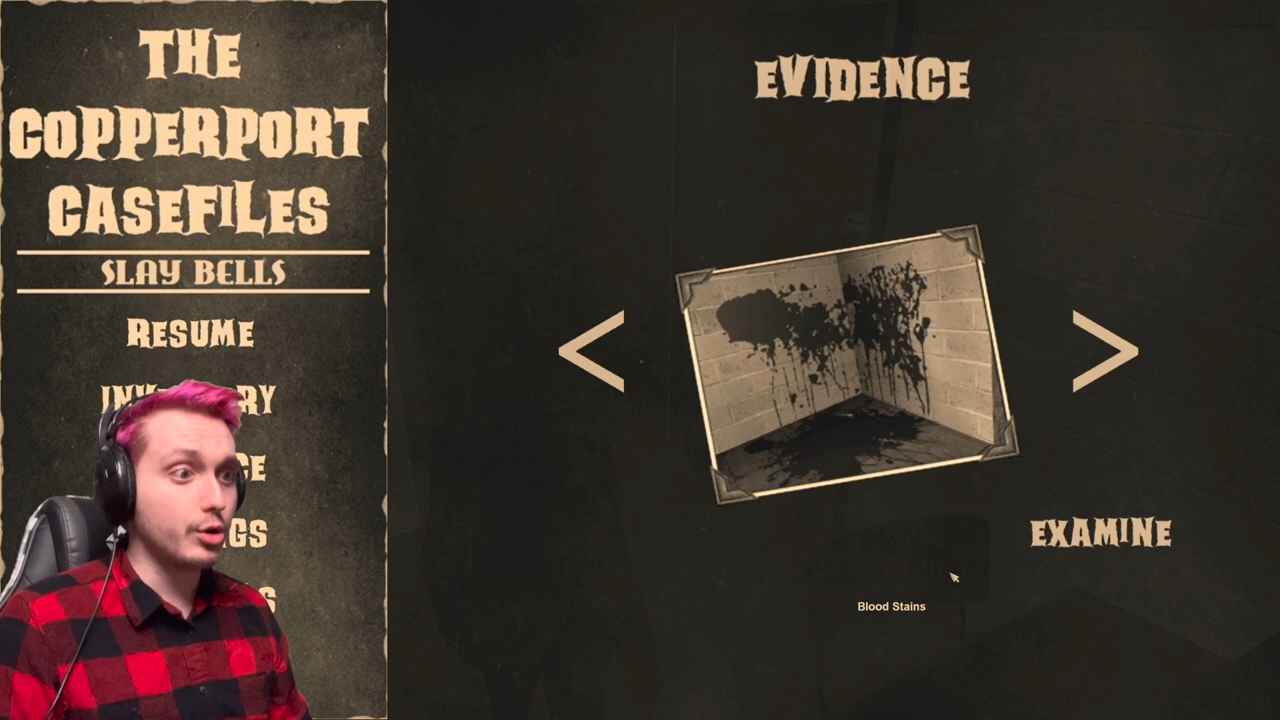 THE
COPPERPORT
CASEFILES
SLAY BELLS
RESUME
EVIDENCE
<
>
EXAMINE
Blood Stains